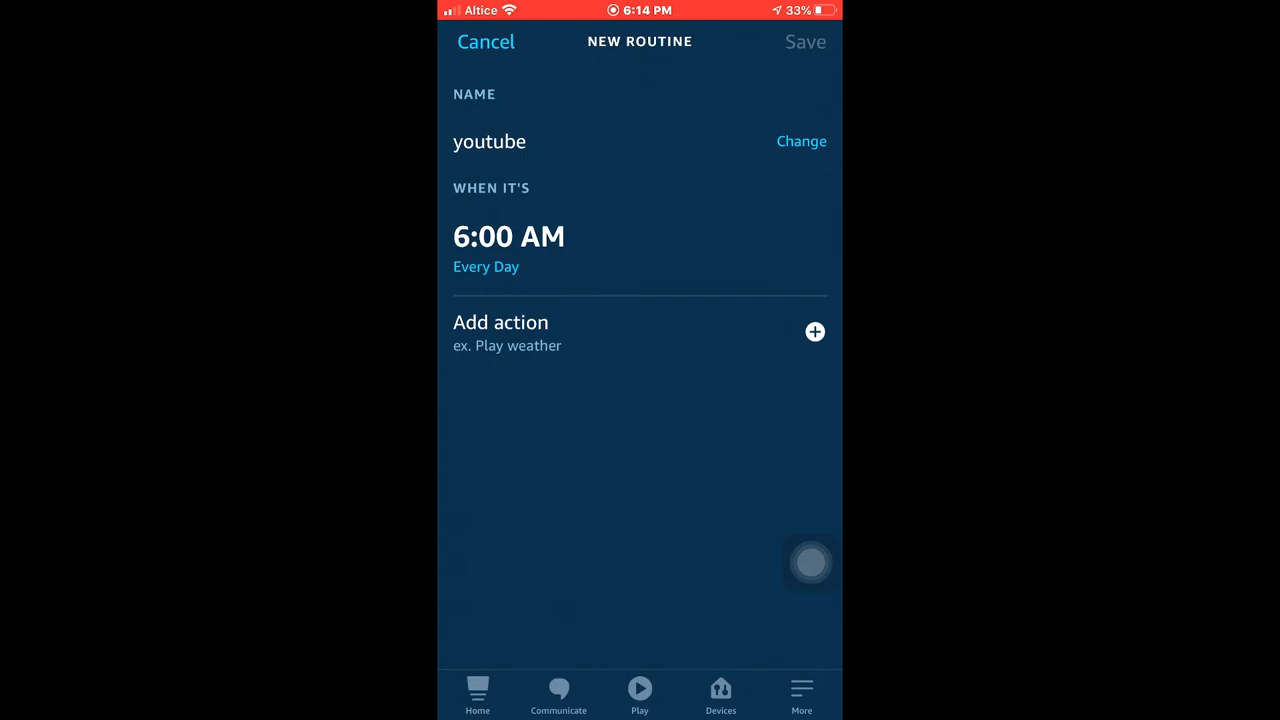 Altice 6:14 PM 33%
Cancel NEW ROUTINE Save
NAME
youtube Change
WHEN IT'S
6:00 AM
Every Day
Add action
ex. Play weather
Home Communicate Play Devices More